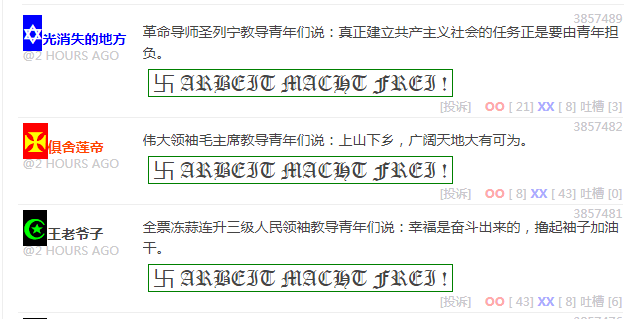 3857489
✡光消失的地方
革命导师圣列宁教导青年们说：真正建立共产主义社会的任务正是要由青年担
负。
@2 HOURS AGO
卐 ARBEIT MACHT FREI !
[投诉] OO [ 21] XX [ 8] 吐槽 [3]
3857482
✠俱舍莲帝
伟大领袖毛主席教导青年们说：上山下乡，广阔天地大有可为。
@2 HOURS AGO
卐 ARBEIT MACHT FREI !
[投诉] OO [ 8] XX [ 43] 吐槽 [0]
3857481
☪王老爷子
全票冻蒜连升三级人民领袖教导青年们说：幸福是奋斗出来的，撸起袖子加油
干。
@2 HOURS AGO
卐 ARBEIT MACHT FREI !
[投诉] OO [ 43] XX [ 8] 吐槽 [6]